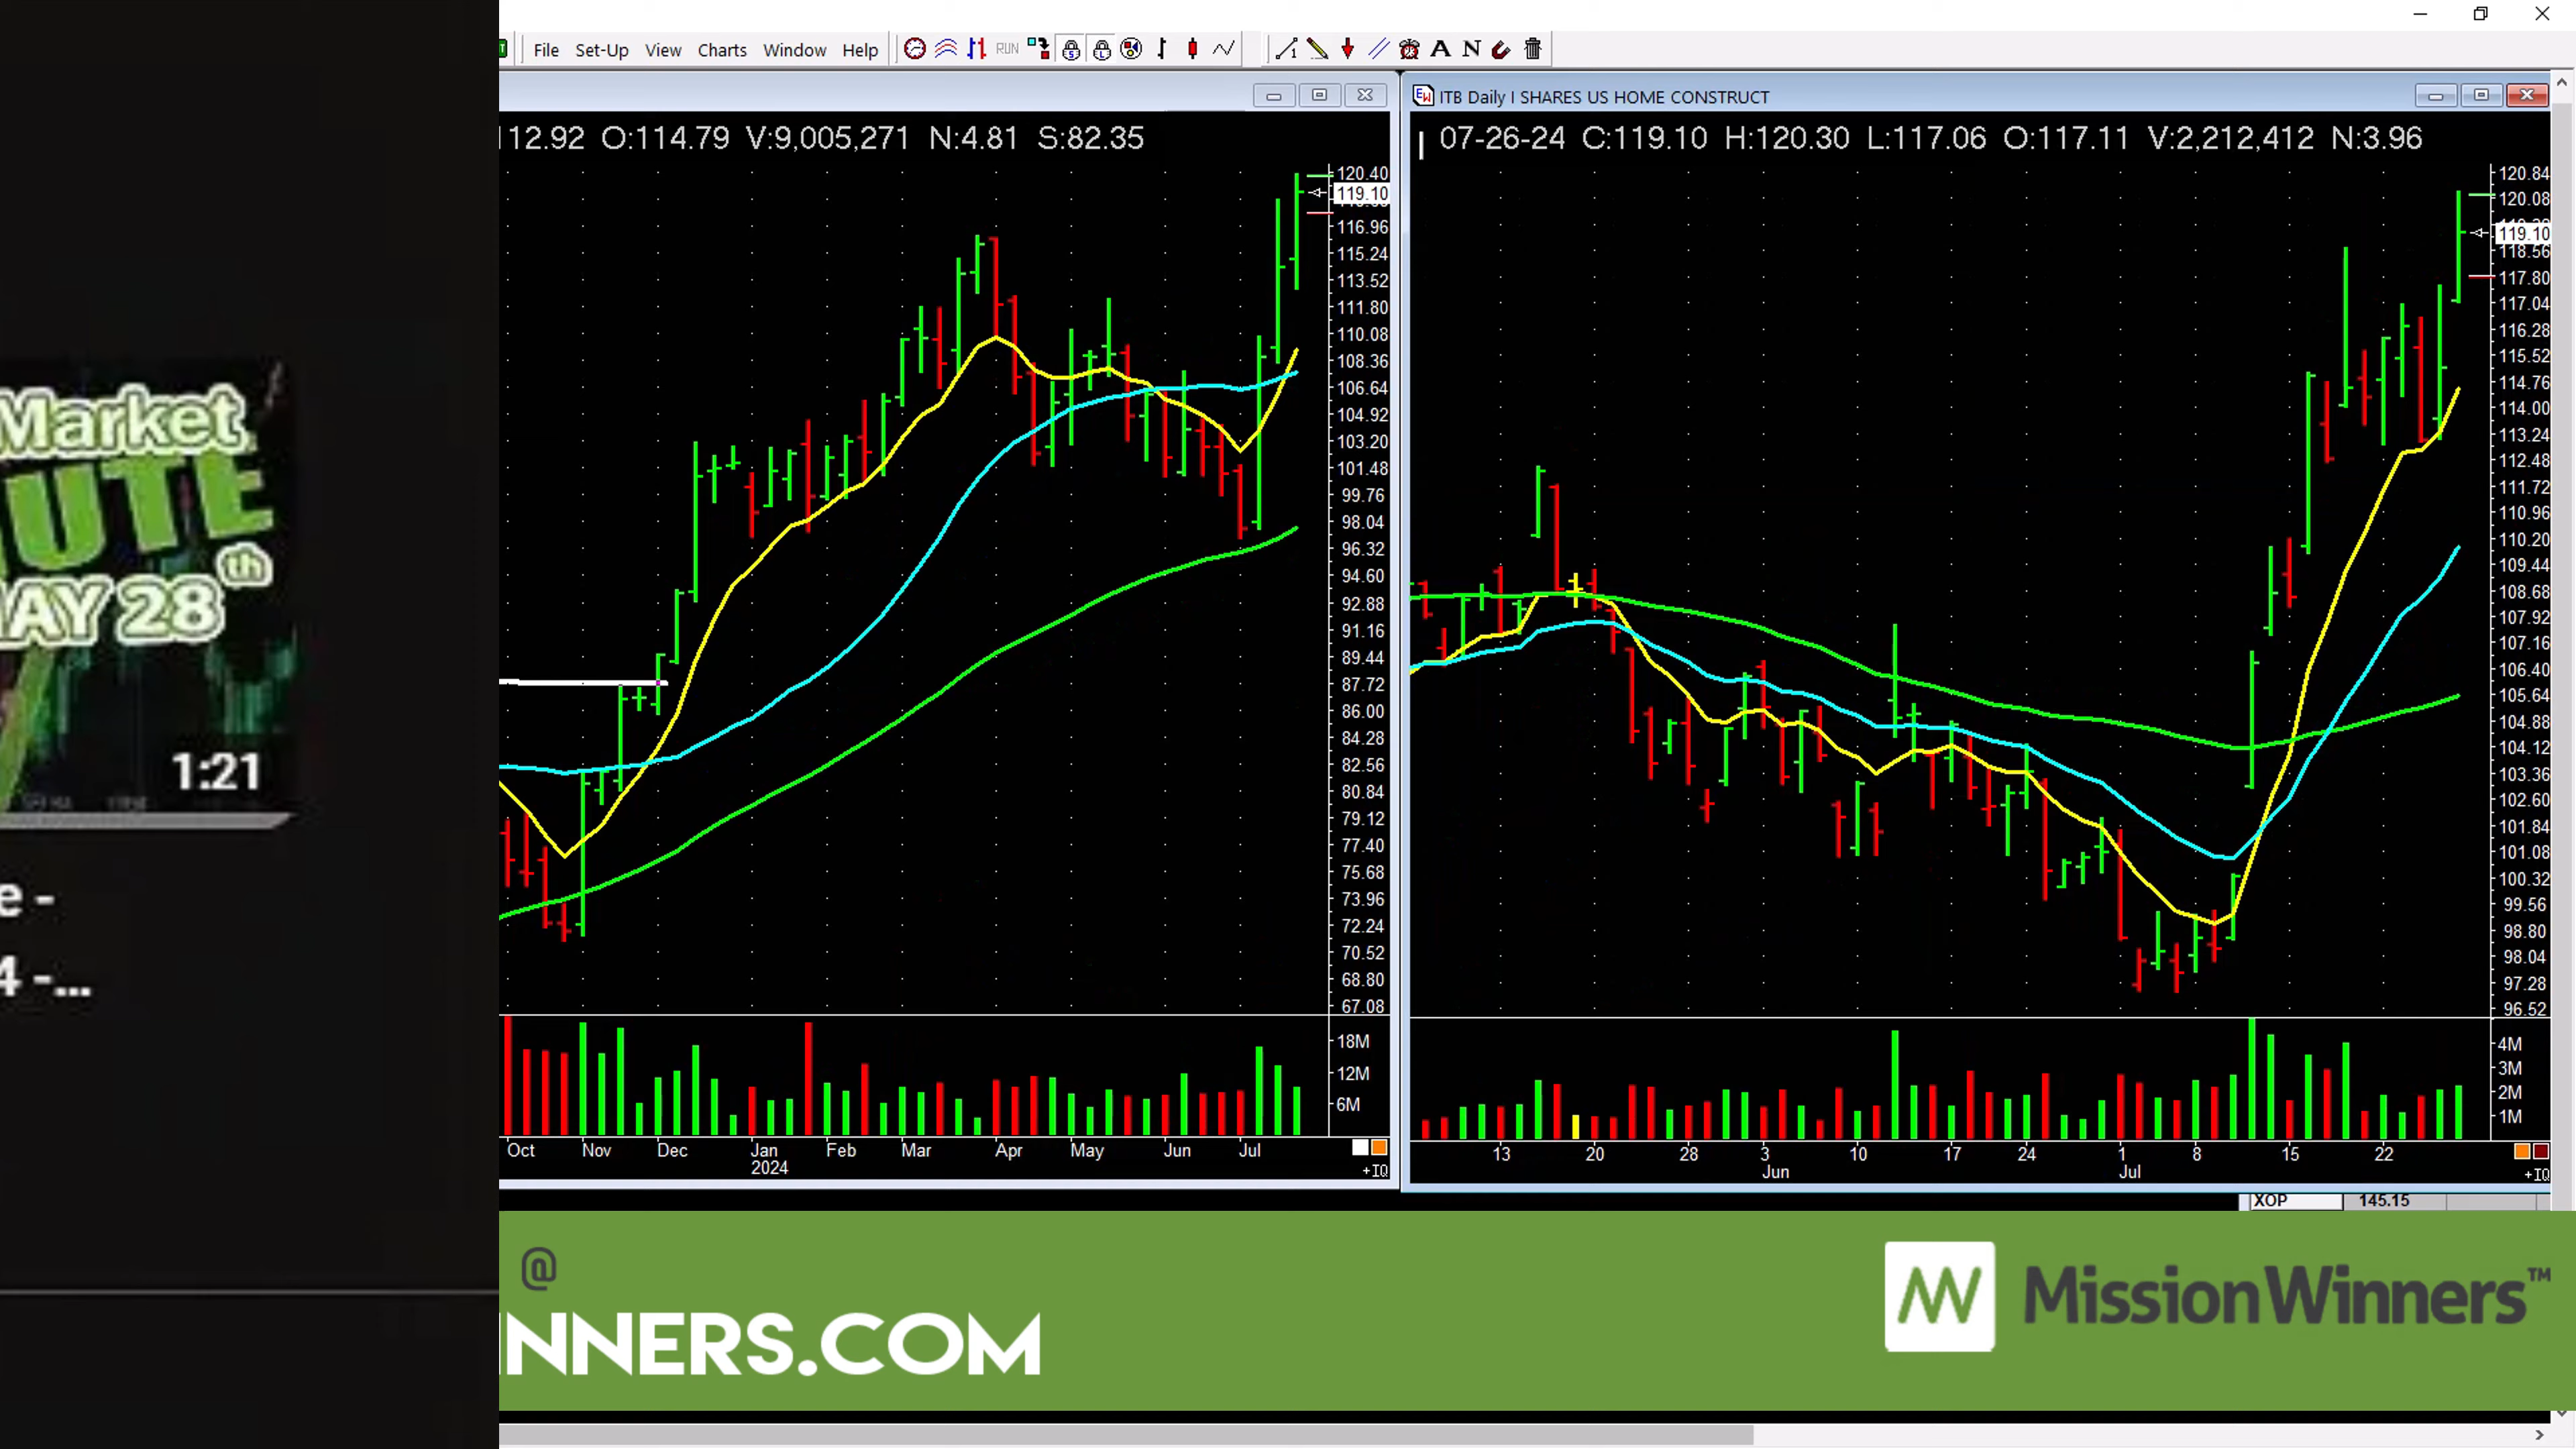 File Set-Up View Charts Window Help RUN
A N
ITB Daily I SHARES US HOME CONSTRUCT
112.92 O:114.79 V:9,005,271 N:4.81 S:82.35
07-26-24 C:119.10 H:120.30 L:117.06 O:117.11 V:2,212,412 N:3.96
120.40
119.10
116.96
115.24
113.52
111.80
110.08
108.36
106.64
104.92
103.20
101.48
99.76
98.04
96.32
94.60
92.88
91.16
89.44
87.72
86.00
84.28
82.56
80.84
79.12
77.40
75.68
73.96
72.24
70.52
68.80
67.08
18M
12M
6M
Oct Nov Dec Jan Feb Mar Apr May Jun Jul
2024
+IQ
120.84
120.08
119.10
118.56
117.80
117.04
116.28
115.52
114.76
114.00
113.24
112.48
111.72
110.96
110.20
109.44
108.68
107.92
107.16
106.40
105.64
104.88
104.12
103.36
102.60
101.84
101.08
100.32
99.56
98.80
98.04
97.28
96.52
4M
3M
2M
1M
13 20 28 3 10 17 24 1 8 15 22
Jun Jul
+IQ
XOP 145.15
Market
UTE
AY 28th
1:21
e -
4 -...
@
NNERS.COM
MissionWinners™